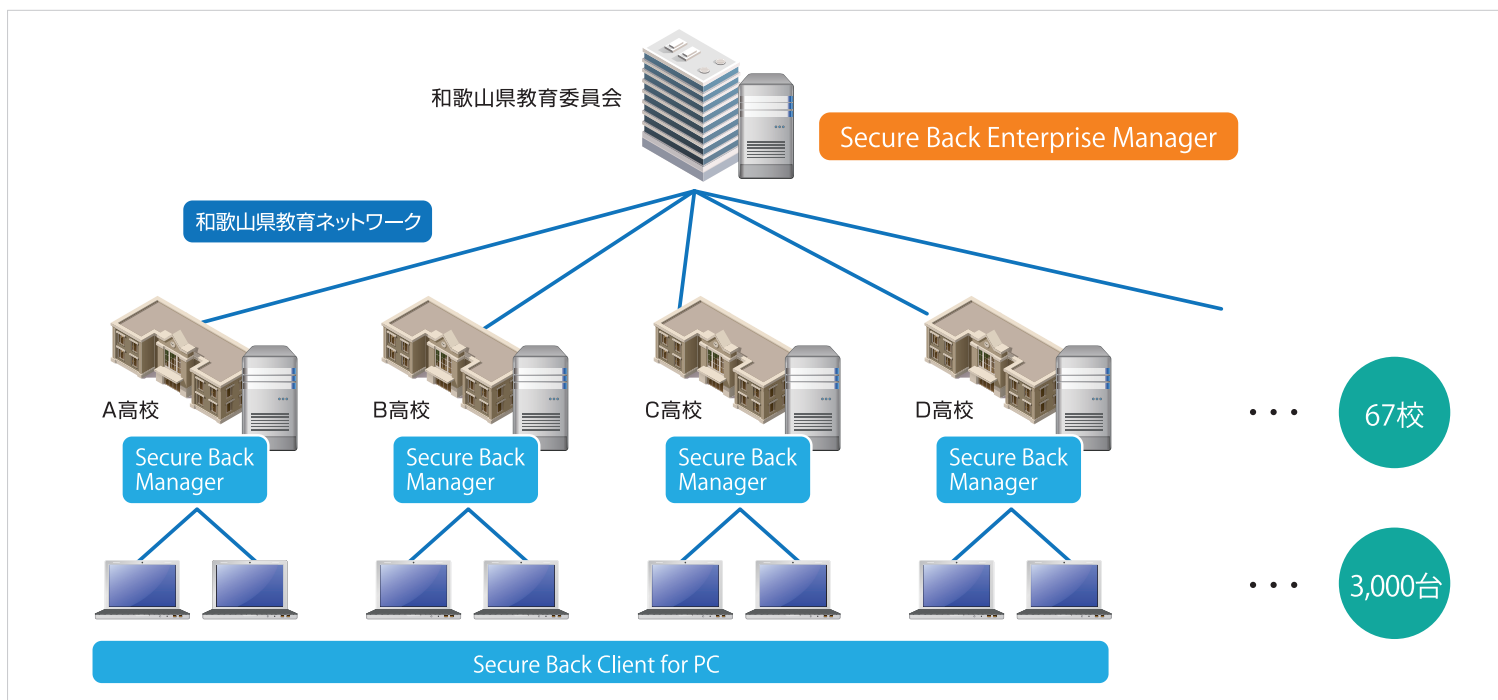 和歌山県教育委員会
Secure Back Enterprise Manager
和歌山県教育ネットワーク
A高校
B高校
C高校
D高校
・・・
67校
Secure Back
Manager
Secure Back
Manager
Secure Back
Manager
Secure Back
Manager
・・・
3,000台
Secure Back Client for PC